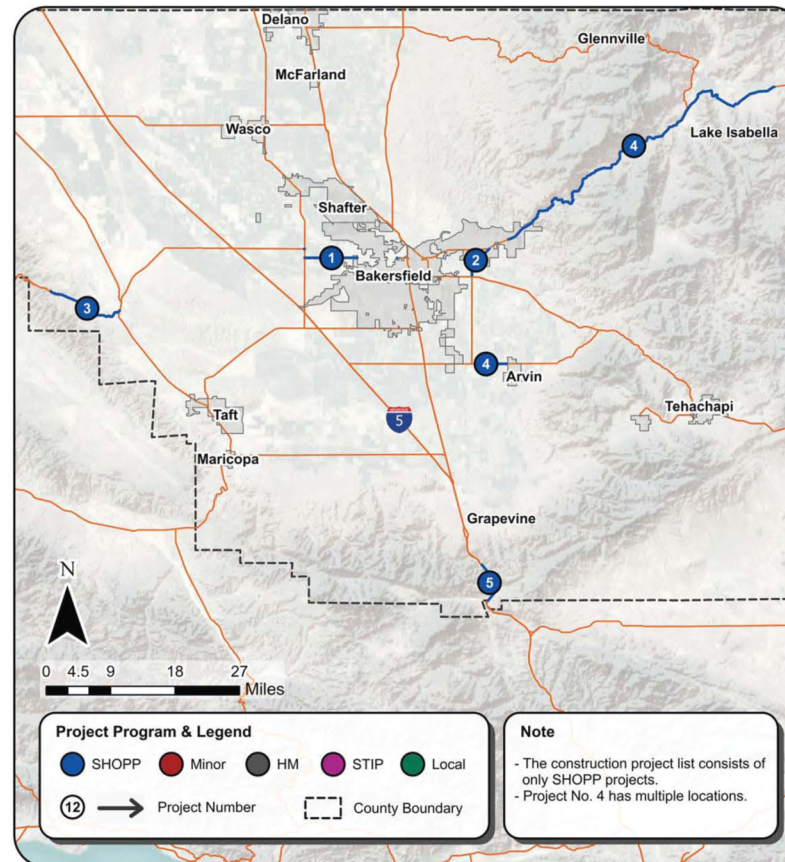 Delano
Glennville
McFarland
Wasco
4
Lake Isabella
Shafter
1
2
Bakersfield
3
4
Arvin
Taft
5
Tehachapi
Maricopa
Grapevine
5
N
0 4.5 9 18 27
Miles
Project Program & Legend
SHOPP Minor HM STIP Local
12 Project Number County Boundary
Note
- The construction project list consists of
only SHOPP projects.
- Project No. 4 has multiple locations.